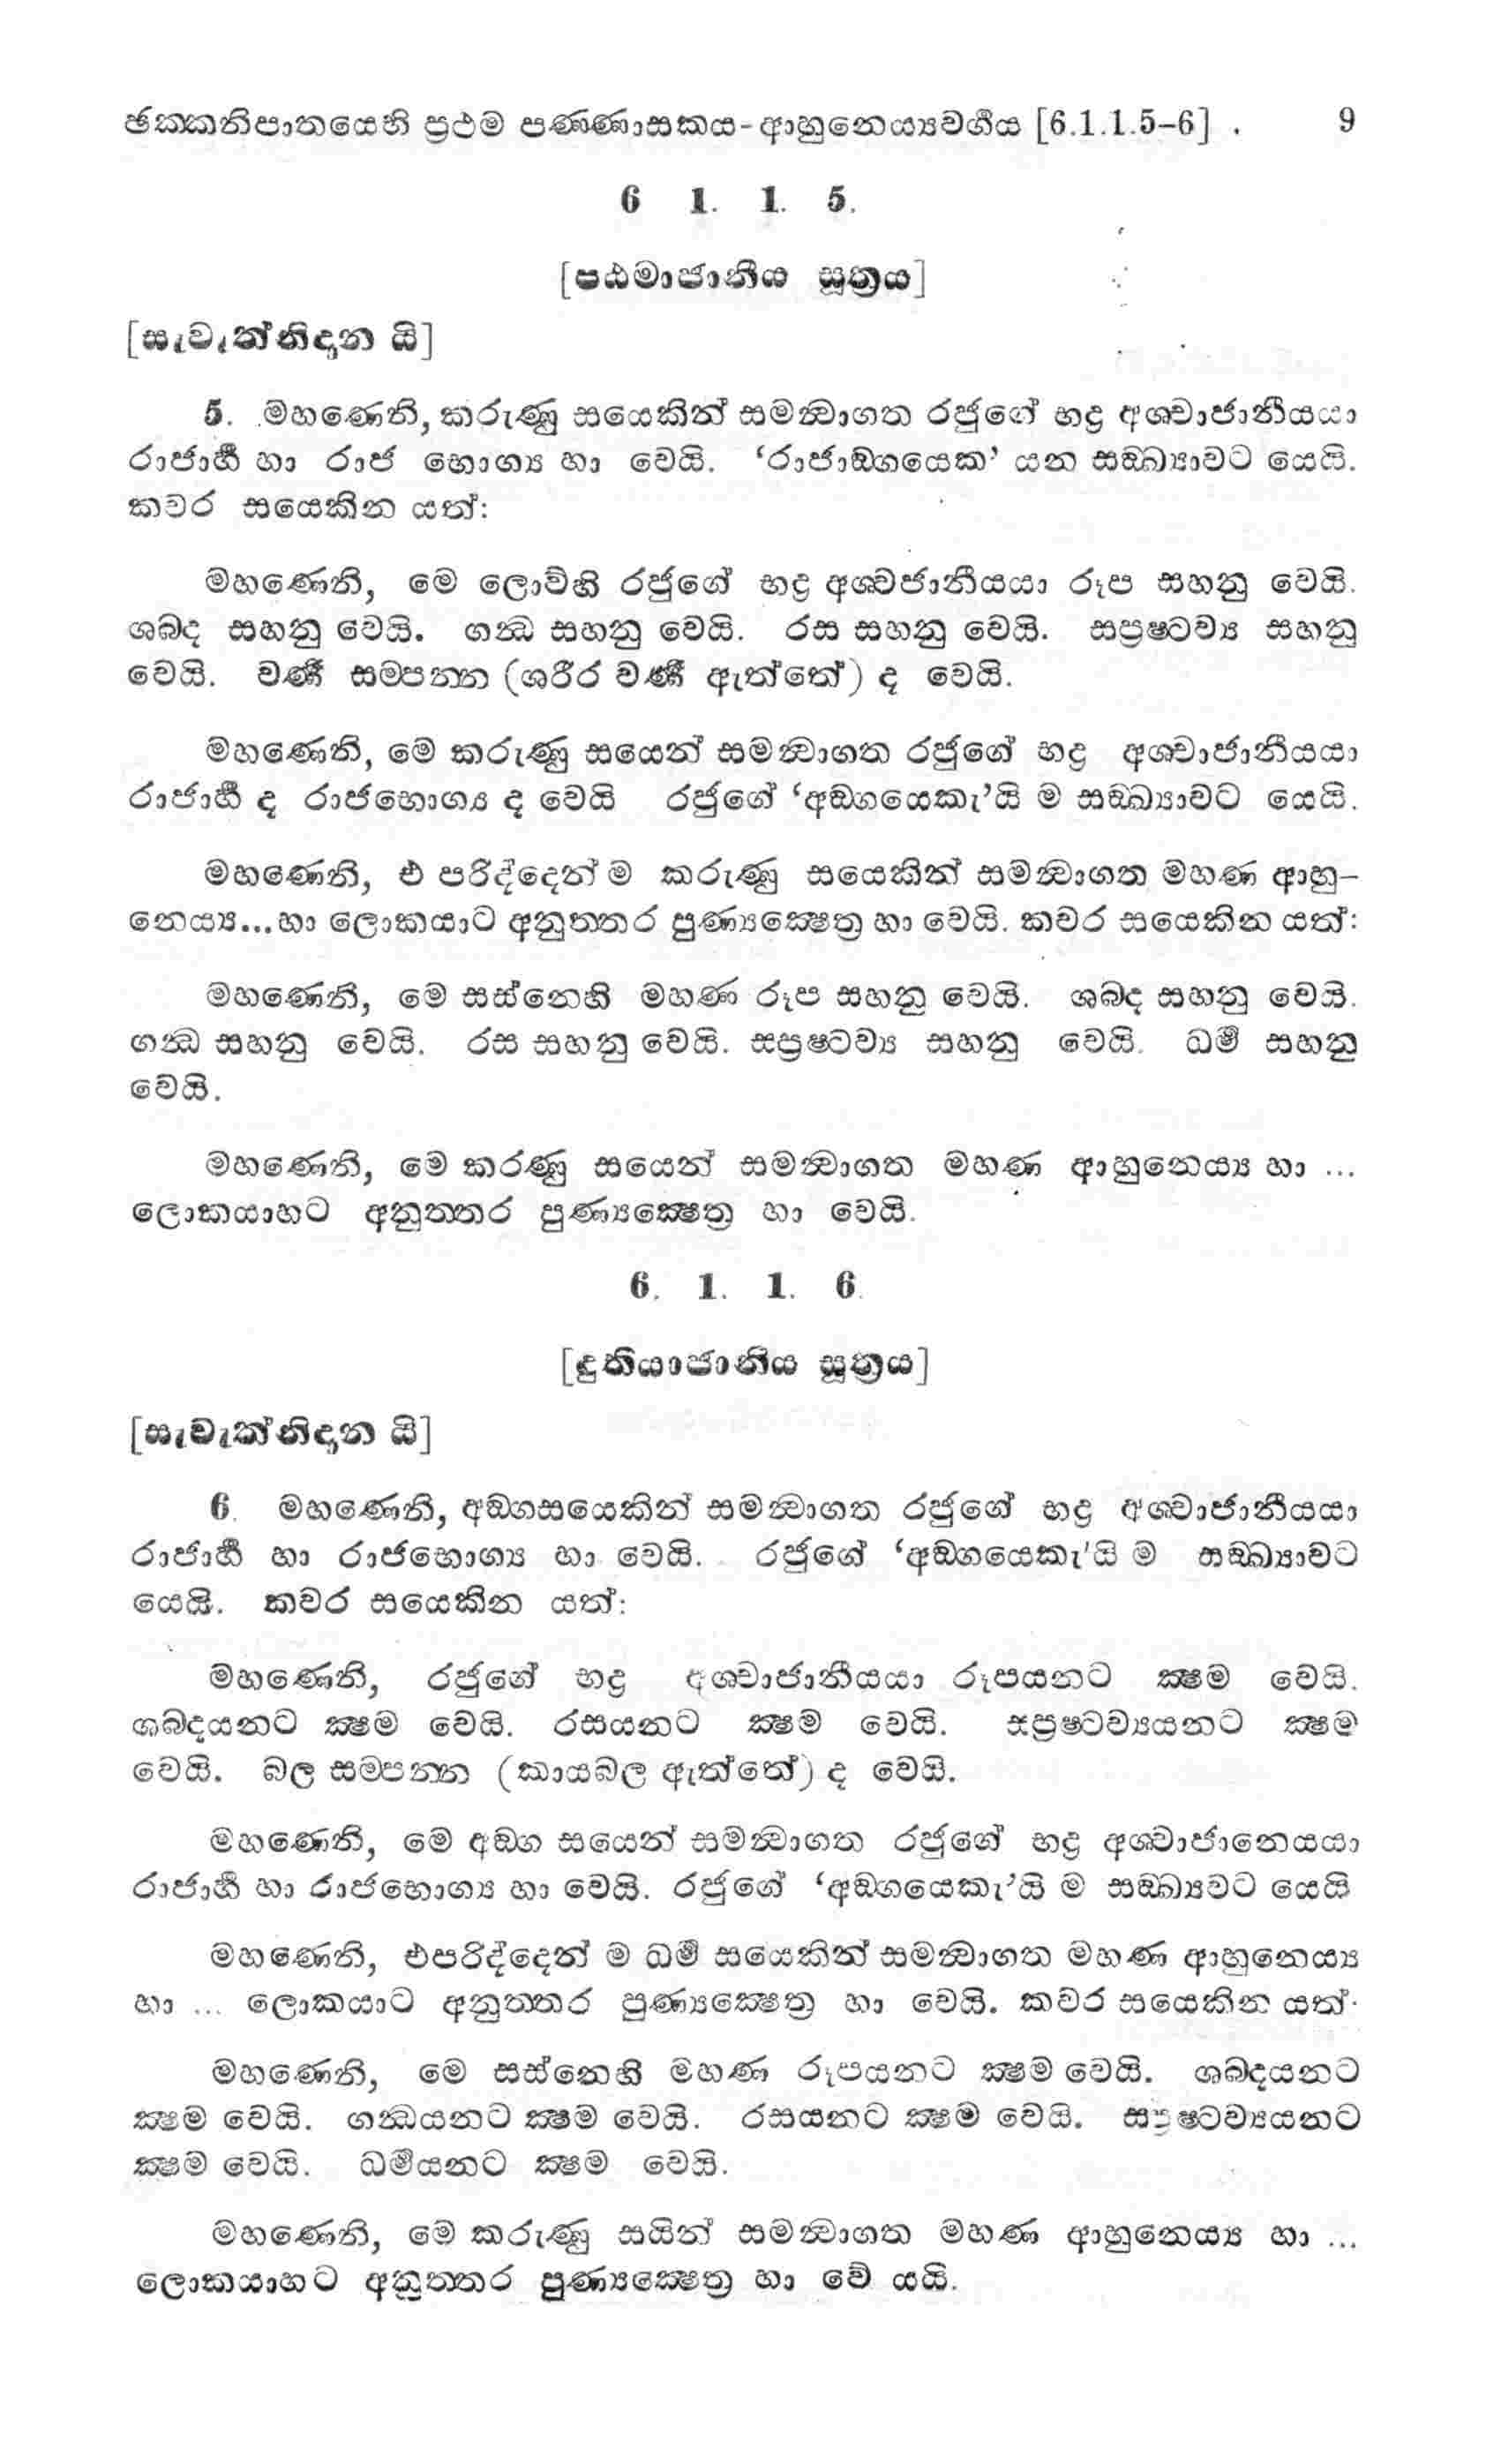 ඡක්කනිපාතයෙහි ප්‍රථම පණ්ණාසකය-ආහුනෙය්‍යවර්‍ගය [6.1.1.5–6] . 9
6 1. 1. 5.
[පඨමාජානීය සූත්‍රය]
[සැවැත්නිදාන යි]
5. මහණෙනි, කරුණු සයෙකින් සමන්‍වාගත රජුගේ භද්‍ර අශ්වාජානීයයා
රාජාර්‍හ හා රාජ භොග්‍ය හා වෙයි. ‘රාජාඞ්ගයෙක’ යන සඞ්ඛ්‍යාවට යෙයි.
කවර සයෙකින යත්:
මහණෙනි, මෙ ලොව්හි රජුගේ භද්‍ර අශ්වජානීයයා රූප සහනු වෙයි.
ශබ්ද සහනු වෙයි. ගන්‍ධ සහනු වෙයි. රස සහනු වෙයි. ස්ප්‍රෂ්ටව්‍ය සහනු
වෙයි. වර්‍ණ සම්පන්න (ශරීර වර්‍ණ ඇත්තේ) ද වෙයි.
මහණෙනි, මෙ කරුණු සයෙන් සමන්‍වාගත රජුගේ භද්‍ර අශ්වාජානීයයා
රාජාර්‍හ ද රාජභොග්‍ය ද වෙයි රජුගේ ‘අඞ්ගයෙකැ’යි ම සඞ්ඛ්‍යාවට යෙයි.
මහණෙනි, එ පරිද්දෙන් ම කරුණු සයෙකින් සමන්‍වාගත මහණ ආහු–
නෙය්‍ය...හා ලොකයාට අනුත්තර පුණ්‍යක්‍ෂෙත්‍ර හා වෙයි. කවර සයෙකින යත්:
මහණෙනි, මෙ සස්නෙහි මහණ රූප සහනු වෙයි. ශබ්ද සහනු වෙයි.
ගන්‍ධ සහනු වෙයි. රස සහනු වෙයි. ස්ප්‍රෂ්ටව්‍ය සහනු වෙයි. ධර්‍ම සහනු
වෙයි.
මහණෙනි, මෙ කරණු සයෙන් සමන්‍වාගත මහණ ආහුනෙය්‍ය හා ...
ලොකයාහට අනුත්තර පුණ්‍යක්‍ෂෙත්‍ර හා වෙයි.
6. 1. 1. 6.
[දුතියාජානීය සූත්‍රය]
[සැවැත්නිදාන යි]
6. මහණෙනි, අඞ්ගසයෙකින් සමන්‍වාගත රජුගේ භද්‍ර අශ්වාජානීයයා
රාජාර්‍හ හා රාජභොග්‍ය හා වෙයි. රජුගේ ‘අඞ්ගයෙකැ’යි ම සඞ්ඛ්‍යාවට
යෙයි. කවර සයෙකින යත්:
මහණෙනි, රජුගේ භද්‍ර අශ්වාජානීයයා රූපයනට ක්‍ෂම වෙයි.
ශබ්දයනට ක්‍ෂම වෙයි. රසයනට ක්‍ෂම වෙයි. ස්ප්‍රෂ්ටව්‍යයනට ක්‍ෂම
වෙයි. බල සම්පන්න (කායබල ඇත්තේ) ද වෙයි.
මහණෙනි, මෙ අඞ්ග සයෙන් සමන්‍වාගත රජුගේ භද්‍ර අශ්වාජානෙයයා
රාජාර්‍හ හා රාජභොග්‍ය හා වෙයි. රජුගේ ‘අඞ්ගයෙකැ’යි ම සඞ්ඛ්‍යවට යෙයි
මහණෙනි, එපරිද්දෙන් ම ධර්‍ම සයෙකින් සමන්‍වාගත මහණ ආහුනෙය්‍ය
හා ... ලොකයාට අනුත්තර පුණ්‍යක්‍ෂෙත්‍ර හා වෙයි. කවර සයෙකින යත්·
මහණෙනි, මෙ සස්නෙහි මහණ රූපයනට ක්‍ෂම වෙයි. ශබ්දයනට
ක්‍ෂම වෙයි. ගන්‍ධයනට ක්‍ෂම වෙයි. රසයනට ක්‍ෂම වෙයි. ස්ප්‍රෂ්ටව්‍යයනට
ක්‍ෂම වෙයි. ධර්‍මයනට ක්‍ෂම වෙයි.
මහණෙනි, මෙ කරුණු සයින් සමන්‍වාගත මහණ ආහුනෙය්‍ය හා ...
ලොකයාහට අනුත්තර පුණ්‍යක්‍ෂෙත්‍ර හා වේ යයි.